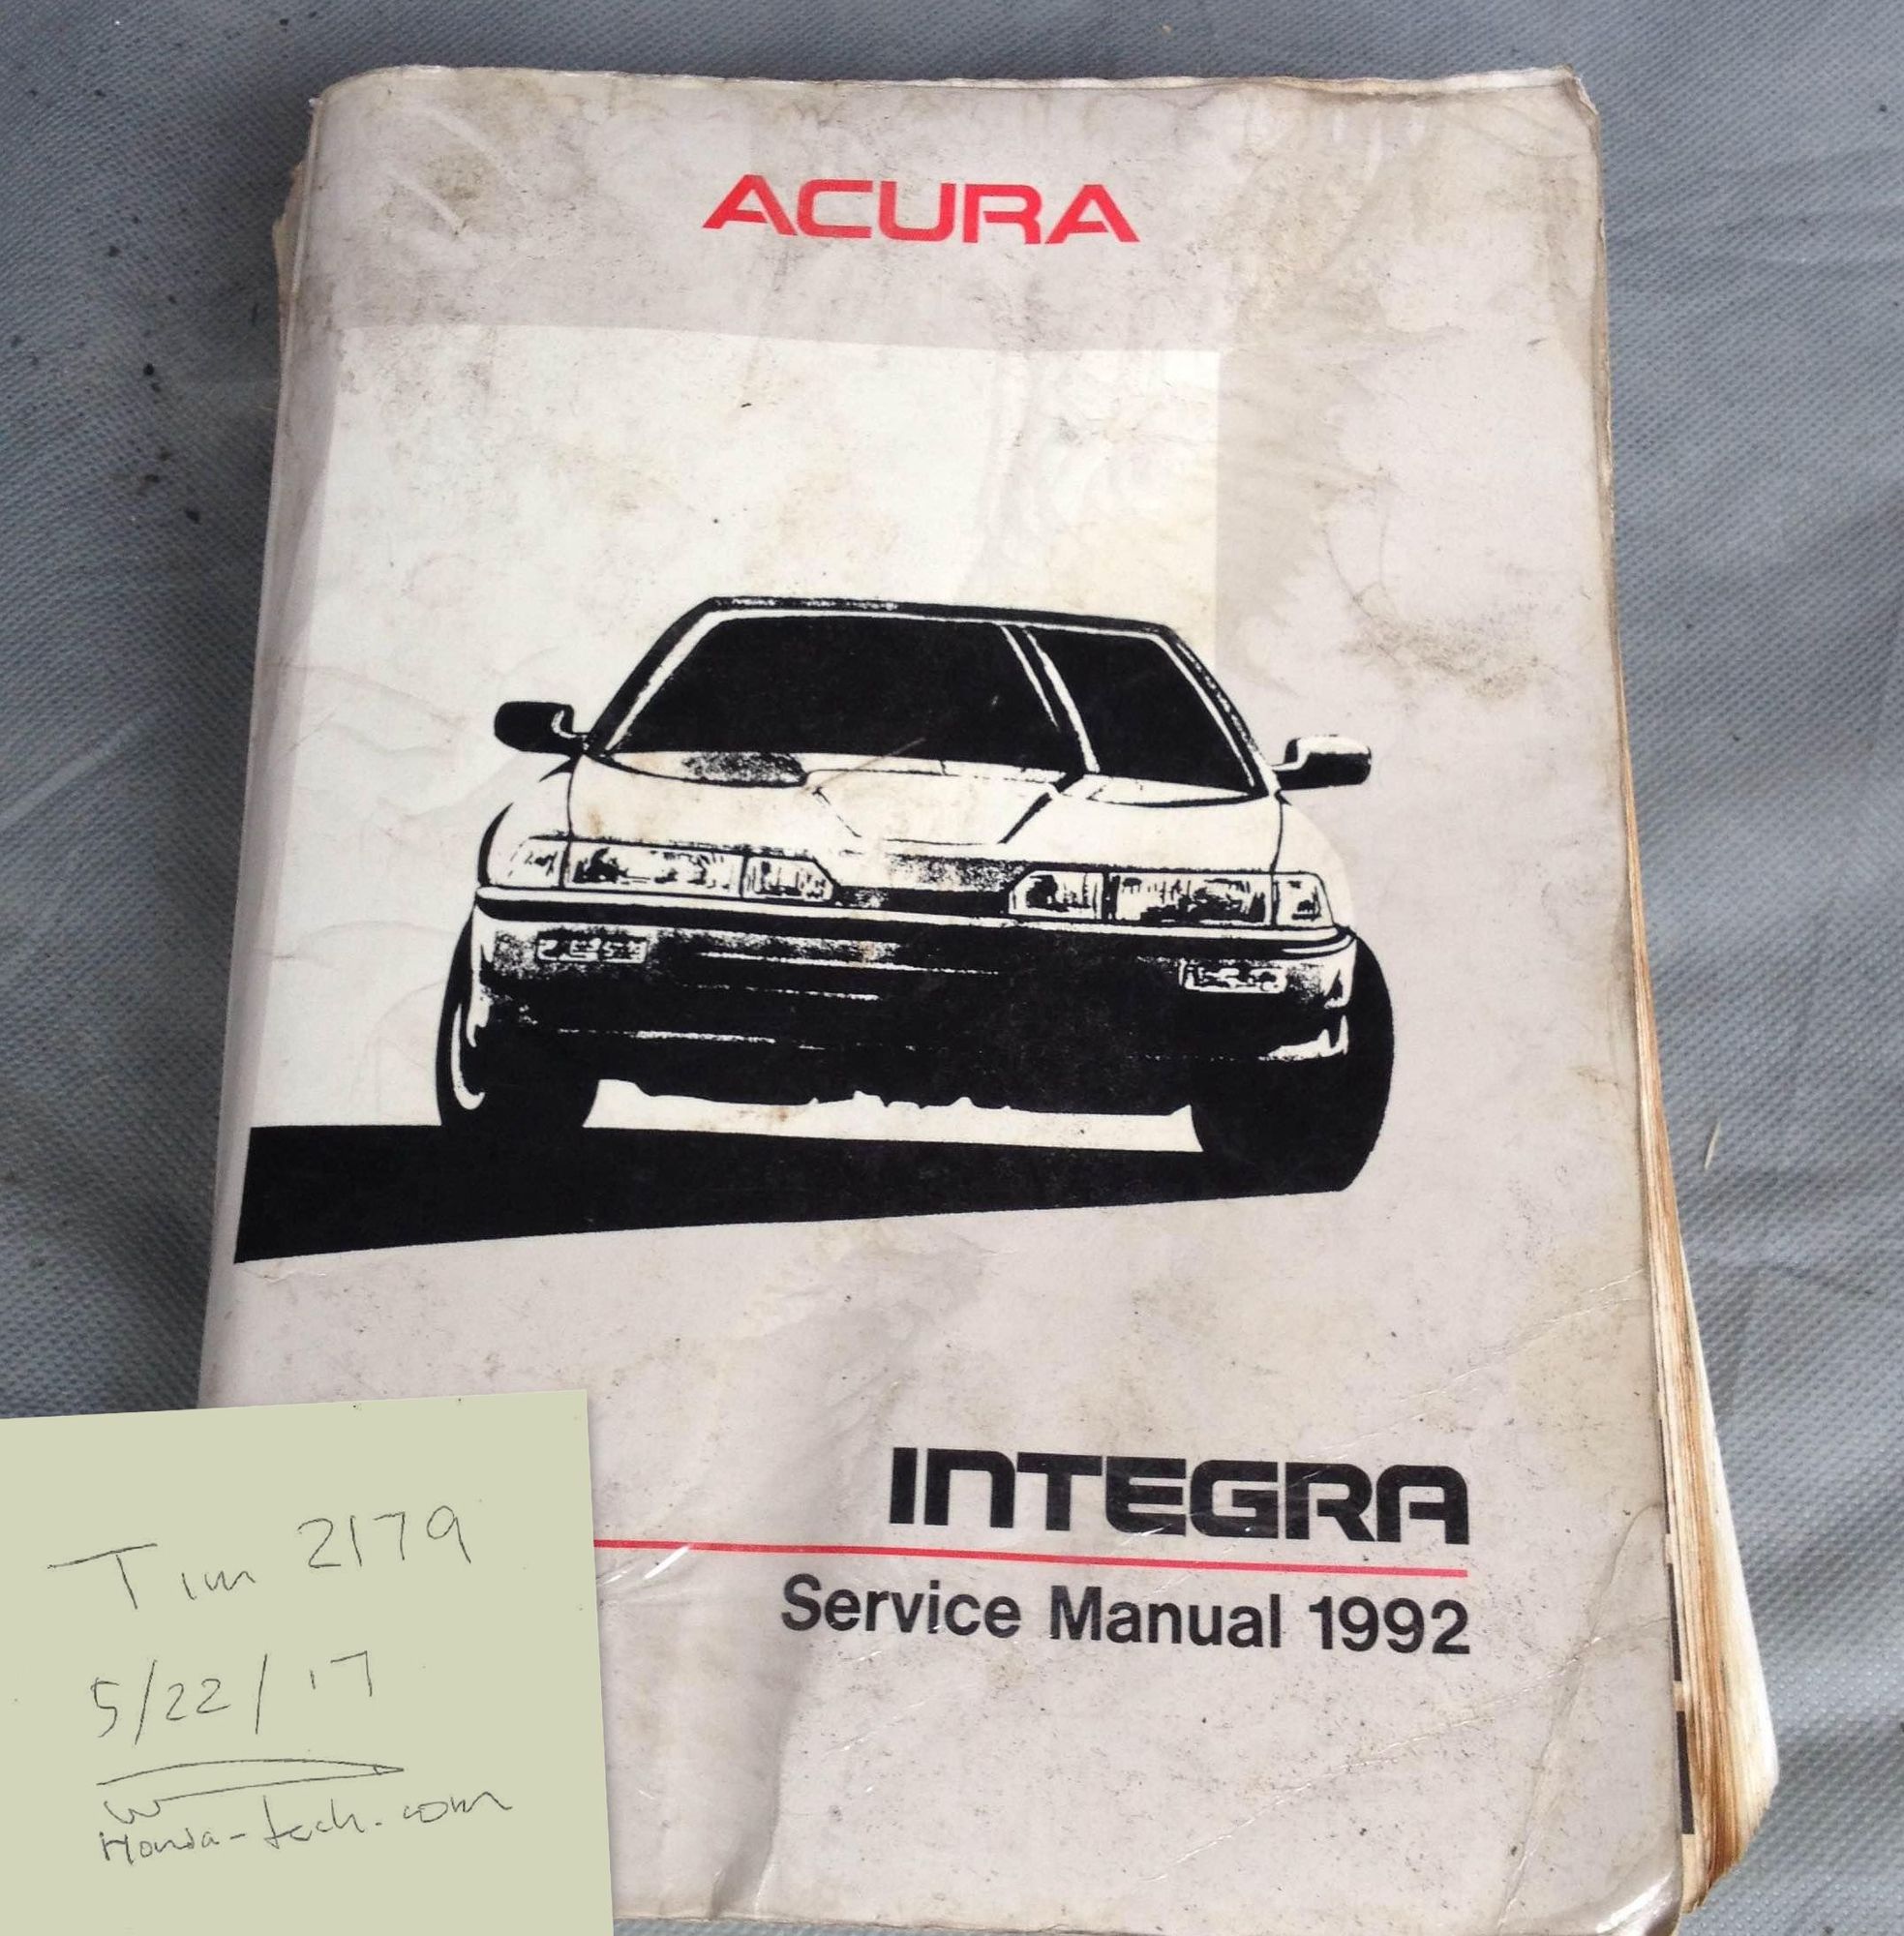 ACURA
INTEGRA
Service Manual 1992
Tim 2179
5/22/17
Honda-tech.com